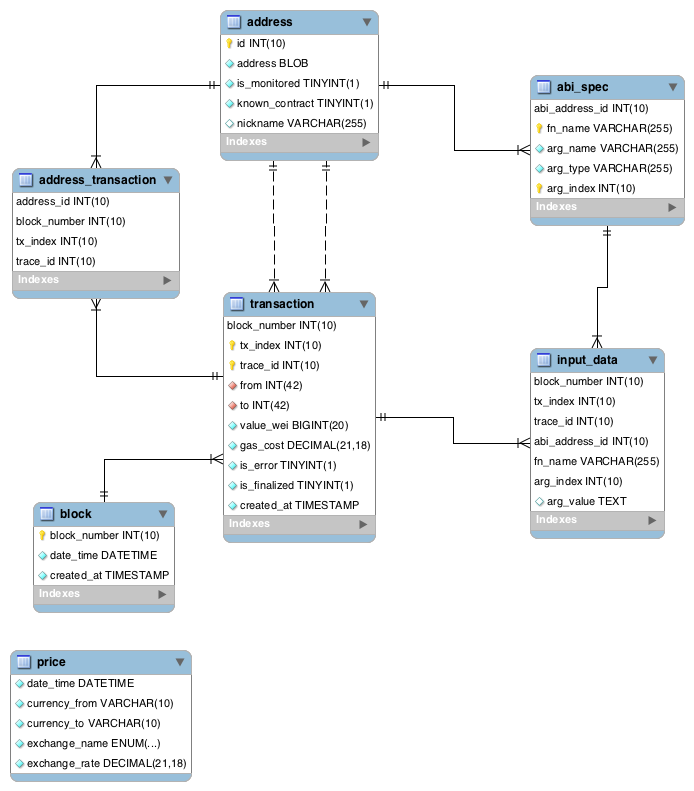 address
id INT(10)
address BLOB
is_monitored TINYINT(1)
known_contract TINYINT(1)
nickname VARCHAR(255)
Indexes
abi_spec
abi_address_id INT(10)
fn_name VARCHAR(255)
arg_name VARCHAR(255)
arg_type VARCHAR(255)
arg_index INT(10)
Indexes
address_transaction
address_id INT(10)
block_number INT(10)
tx_index INT(10)
trace_id INT(10)
Indexes
transaction
block_number INT(10)
tx_index INT(10)
trace_id INT(10)
from INT(42)
to INT(42)
value_wei BIGINT(20)
gas_cost DECIMAL(21,18)
is_error TINYINT(1)
is_finalized TINYINT(1)
created_at TIMESTAMP
Indexes
input_data
block_number INT(10)
tx_index INT(10)
trace_id INT(10)
abi_address_id INT(10)
fn_name VARCHAR(255)
arg_index INT(10)
arg_value TEXT
Indexes
block
block_number INT(10)
date_time DATETIME
created_at TIMESTAMP
Indexes
price
date_time DATETIME
currency_from VARCHAR(10)
currency_to VARCHAR(10)
exchange_name ENUM(...)
exchange_rate DECIMAL(21,18)